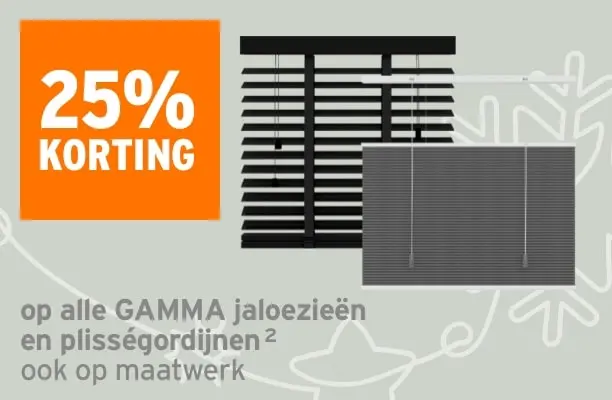 25%
KORTING
op alle GAMMA jaloezieën
en plisségordijnen²
ook op maatwerk